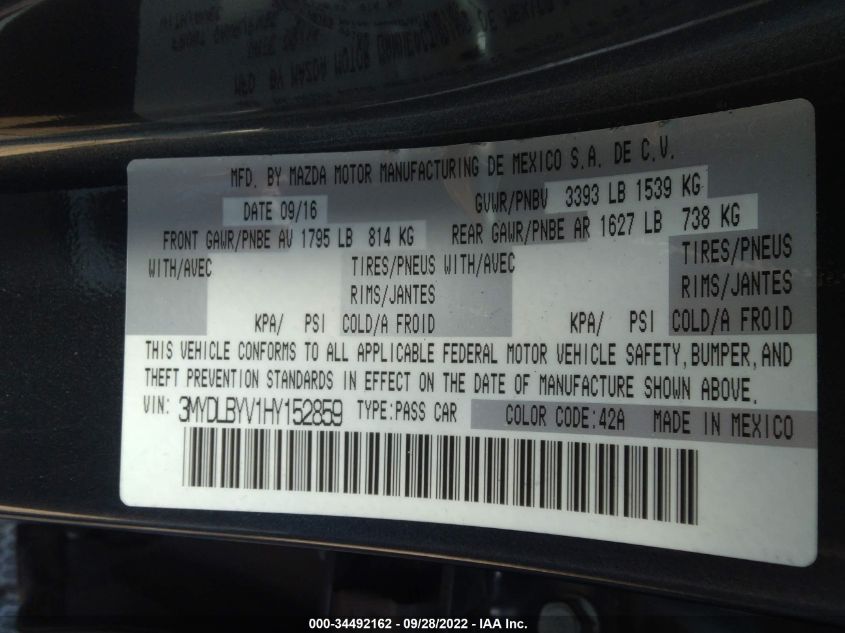 MFD. BY MAZDA MOTOR MANUFACTURING DE MEXICO S.A. DE C.V.
DATE 09/16 GVWR/PNBV 3393 LB 1539 KG
FRONT GAWR/PNBE AV 1795 LB 814 KG REAR GAWR/PNBE AR 1627 LB 738 KG
WITH/AVEC TIRES/PNEUS WITH/AVEC TIRES/PNEUS
RIMS/JANTES RIMS/JANTES
KPA/ PSI COLD/A FROID KPA/ PSI COLD/A FROID
THIS VEHICLE CONFORMS TO ALL APPLICABLE FEDERAL MOTOR VEHICLE SAFETY, BUMPER, AND
THEFT PREVENTION STANDARDS IN EFFECT ON THE DATE OF MANUFACTURE SHOWN ABOVE.
VIN: 3MYDLBYV1HY152859 TYPE:PASS CAR COLOR CODE:42A MADE IN MEXICO
000-34492162 - 09/28/2022 - IAA Inc.